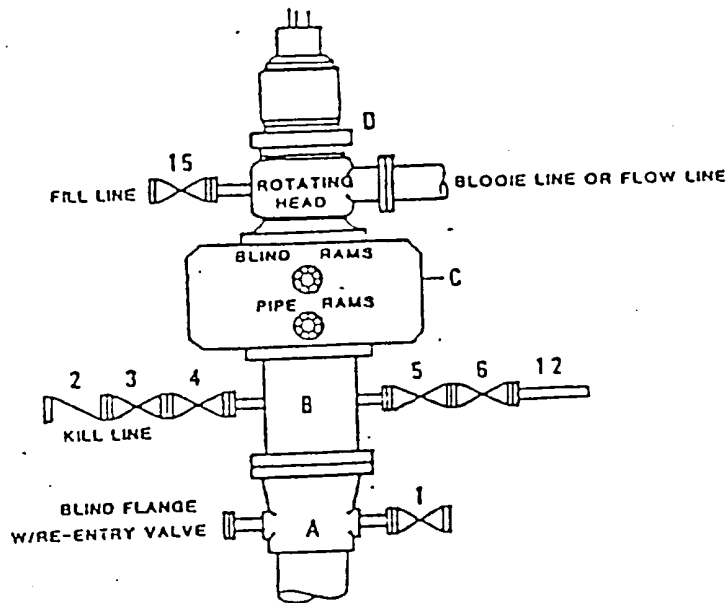 D
15
FILL LINE
ROTATING
HEAD
BLOOIE LINE OR FLOW LINE
BLIND RAMS
C
PIPE RAMS
2 3 4
5 6 12
B
KILL LINE
1
BLIND FLANGE
W/RE-ENTRY VALVE
A